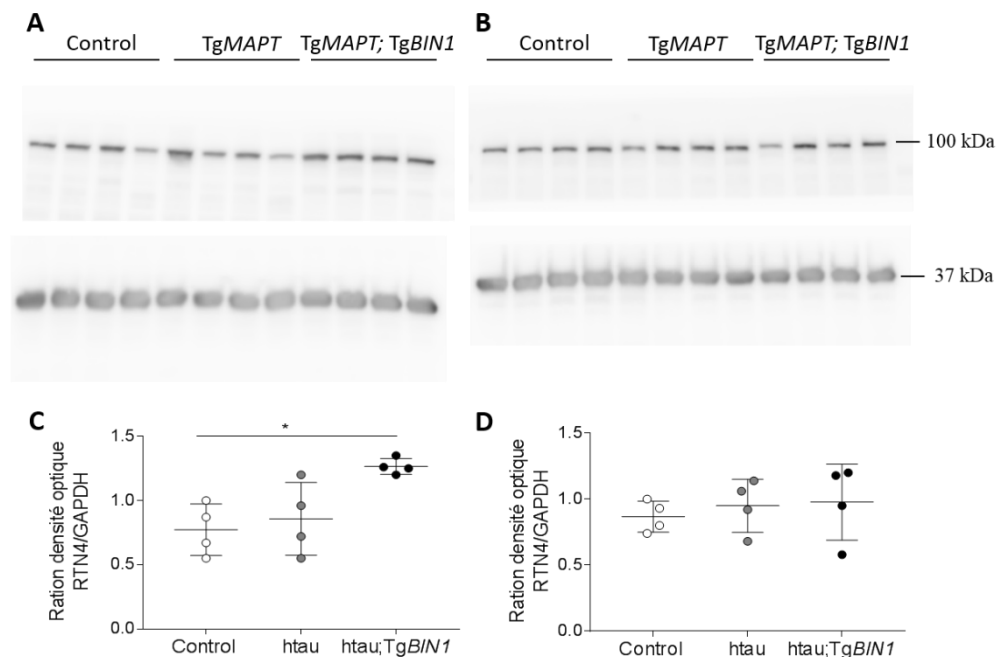 A
Control TgMAPT TgMAPT; TgBIN1
B
Control TgMAPT TgMAPT; TgBIN1
100 kDa
37 kDa
C
Ration densité optique
RTN4/GAPDH
1.5
1.0
0.5
0.0
*
Control htau htau;TgBIN1
D
Ration densité optique
RTN4/GAPDH
1.5
1.0
0.5
0.0
Control htau htau;TgBIN1